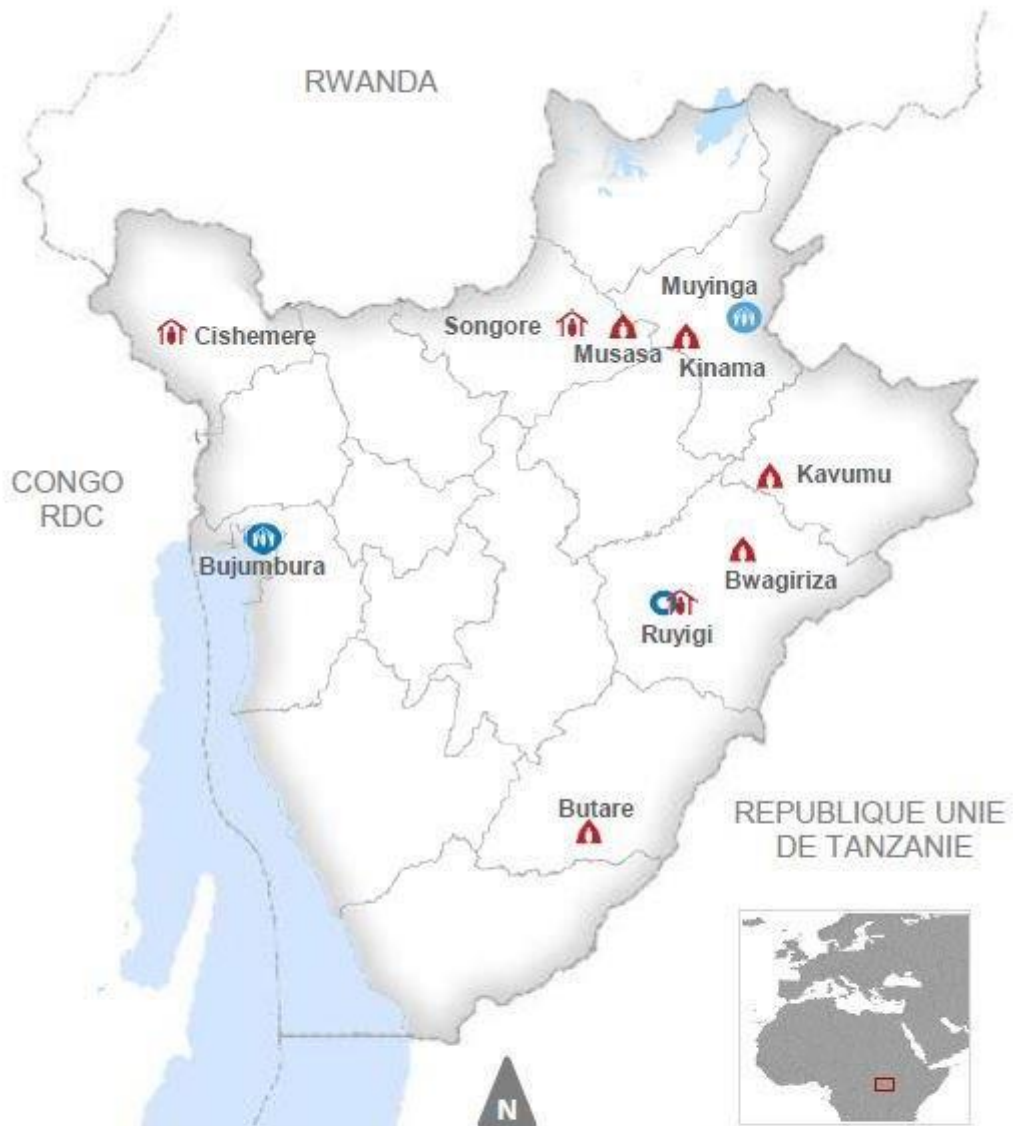 RWANDA
Muyinga
Songore
Cishemere
Musasa
Kinama
CONGO
RDC
Kavumu
Bujumbura
Bwagiriza
Ruyigi
Butare
REPUBLIQUE UNIE
DE TANZANIE
N